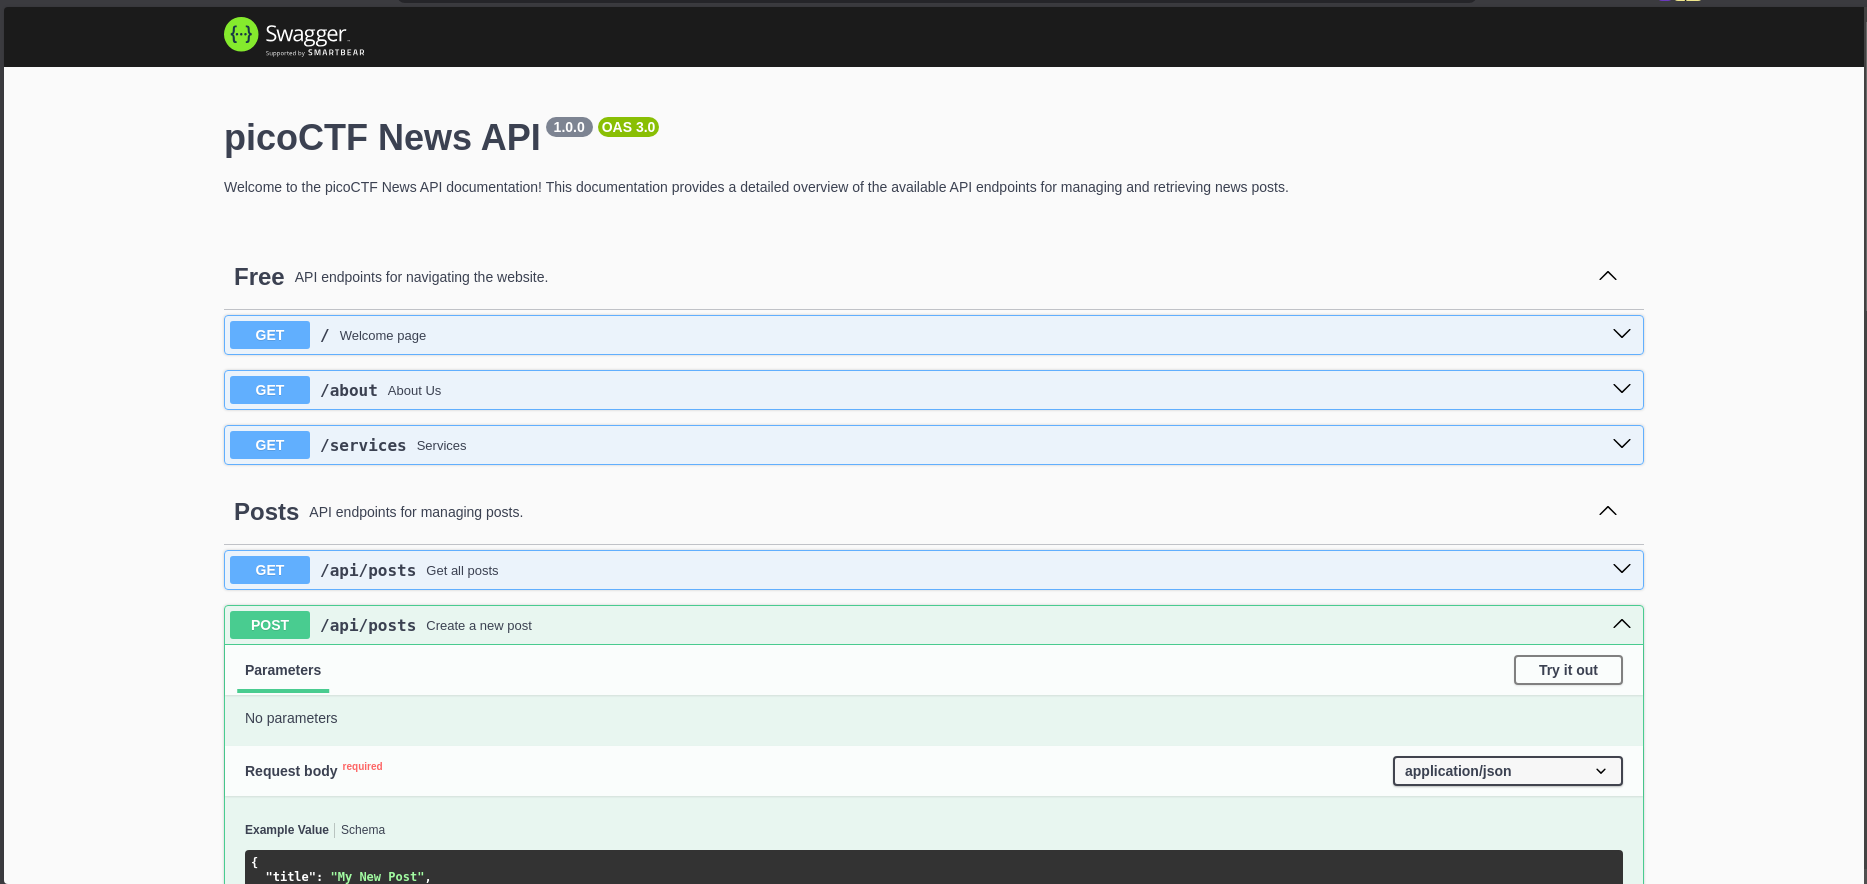 Swagger
Supported by SMARTBEAR
picoCTF News API 1.0.0 OAS 3.0
Welcome to the picoCTF News API documentation! This documentation provides a detailed overview of the available API endpoints for managing and retrieving news posts.
Free API endpoints for navigating the website.
GET / Welcome page
GET /about About Us
GET /services Services
Posts API endpoints for managing posts.
GET /api/posts Get all posts
POST /api/posts Create a new post
Parameters Try it out
No parameters
Request body required application/json
Example Value Schema
{
"title": "My New Post",